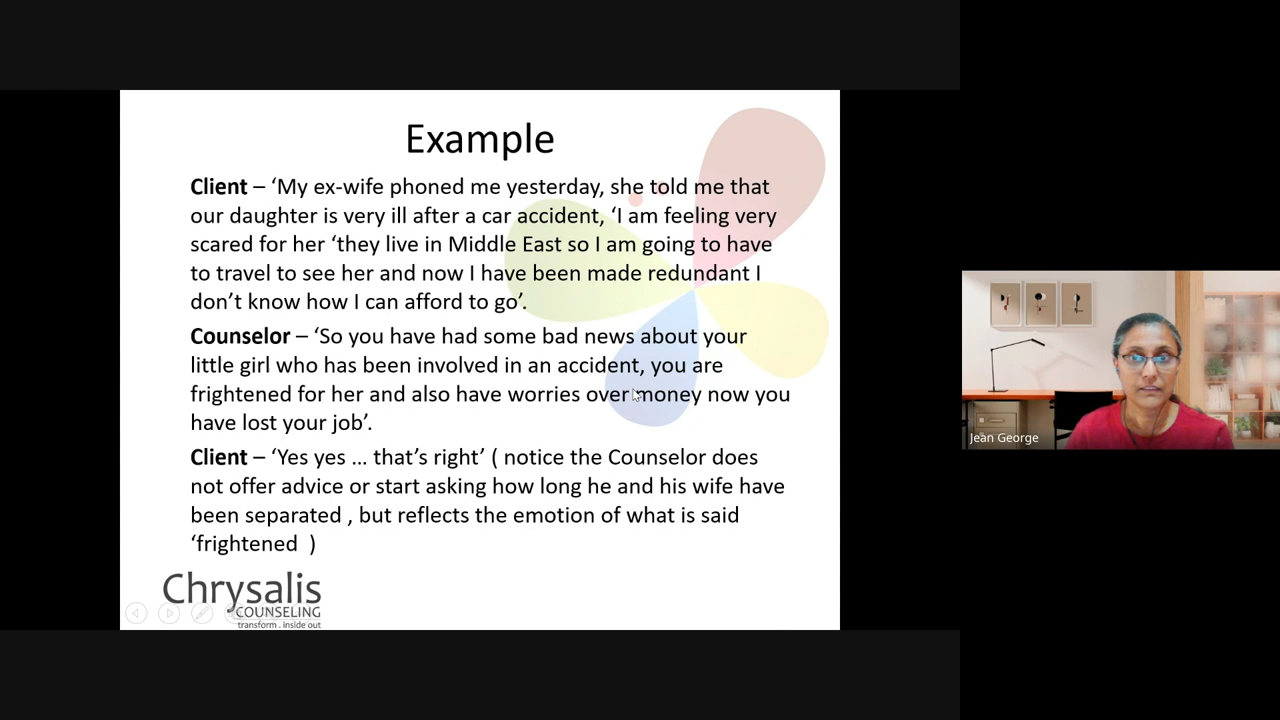 Example
Client – ‘My ex-wife phoned me yesterday, she told me that
our daughter is very ill after a car accident, ‘I am feeling very
scared for her ‘they live in Middle East so I am going to have
to travel to see her and now I have been made redundant I
don’t know how I can afford to go’.
Counselor – ‘So you have had some bad news about your
little girl who has been involved in an accident, you are
frightened for her and also have worries over money now you
have lost your job’.
Client – ‘Yes yes ... that’s right’ ( notice the Counselor does
not offer advice or start asking how long he and his wife have
been separated , but reflects the emotion of what is said
‘frightened  )
Chrysalis
COUNSELING
transform . inside out
Jean George